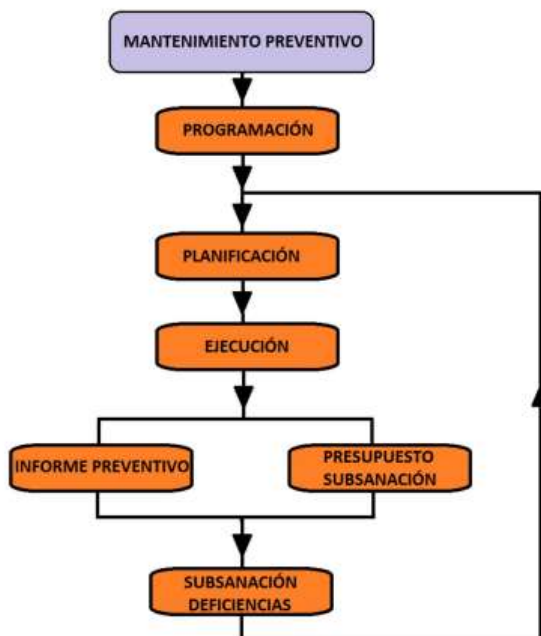 MANTENIMIENTO PREVENTIVO
PROGRAMACIÓN
PLANIFICACIÓN
EJECUCIÓN
INFORME PREVENTIVO
PRESUPUESTO
SUBSANACIÓN
SUBSANACIÓN
DEFICIENCIAS